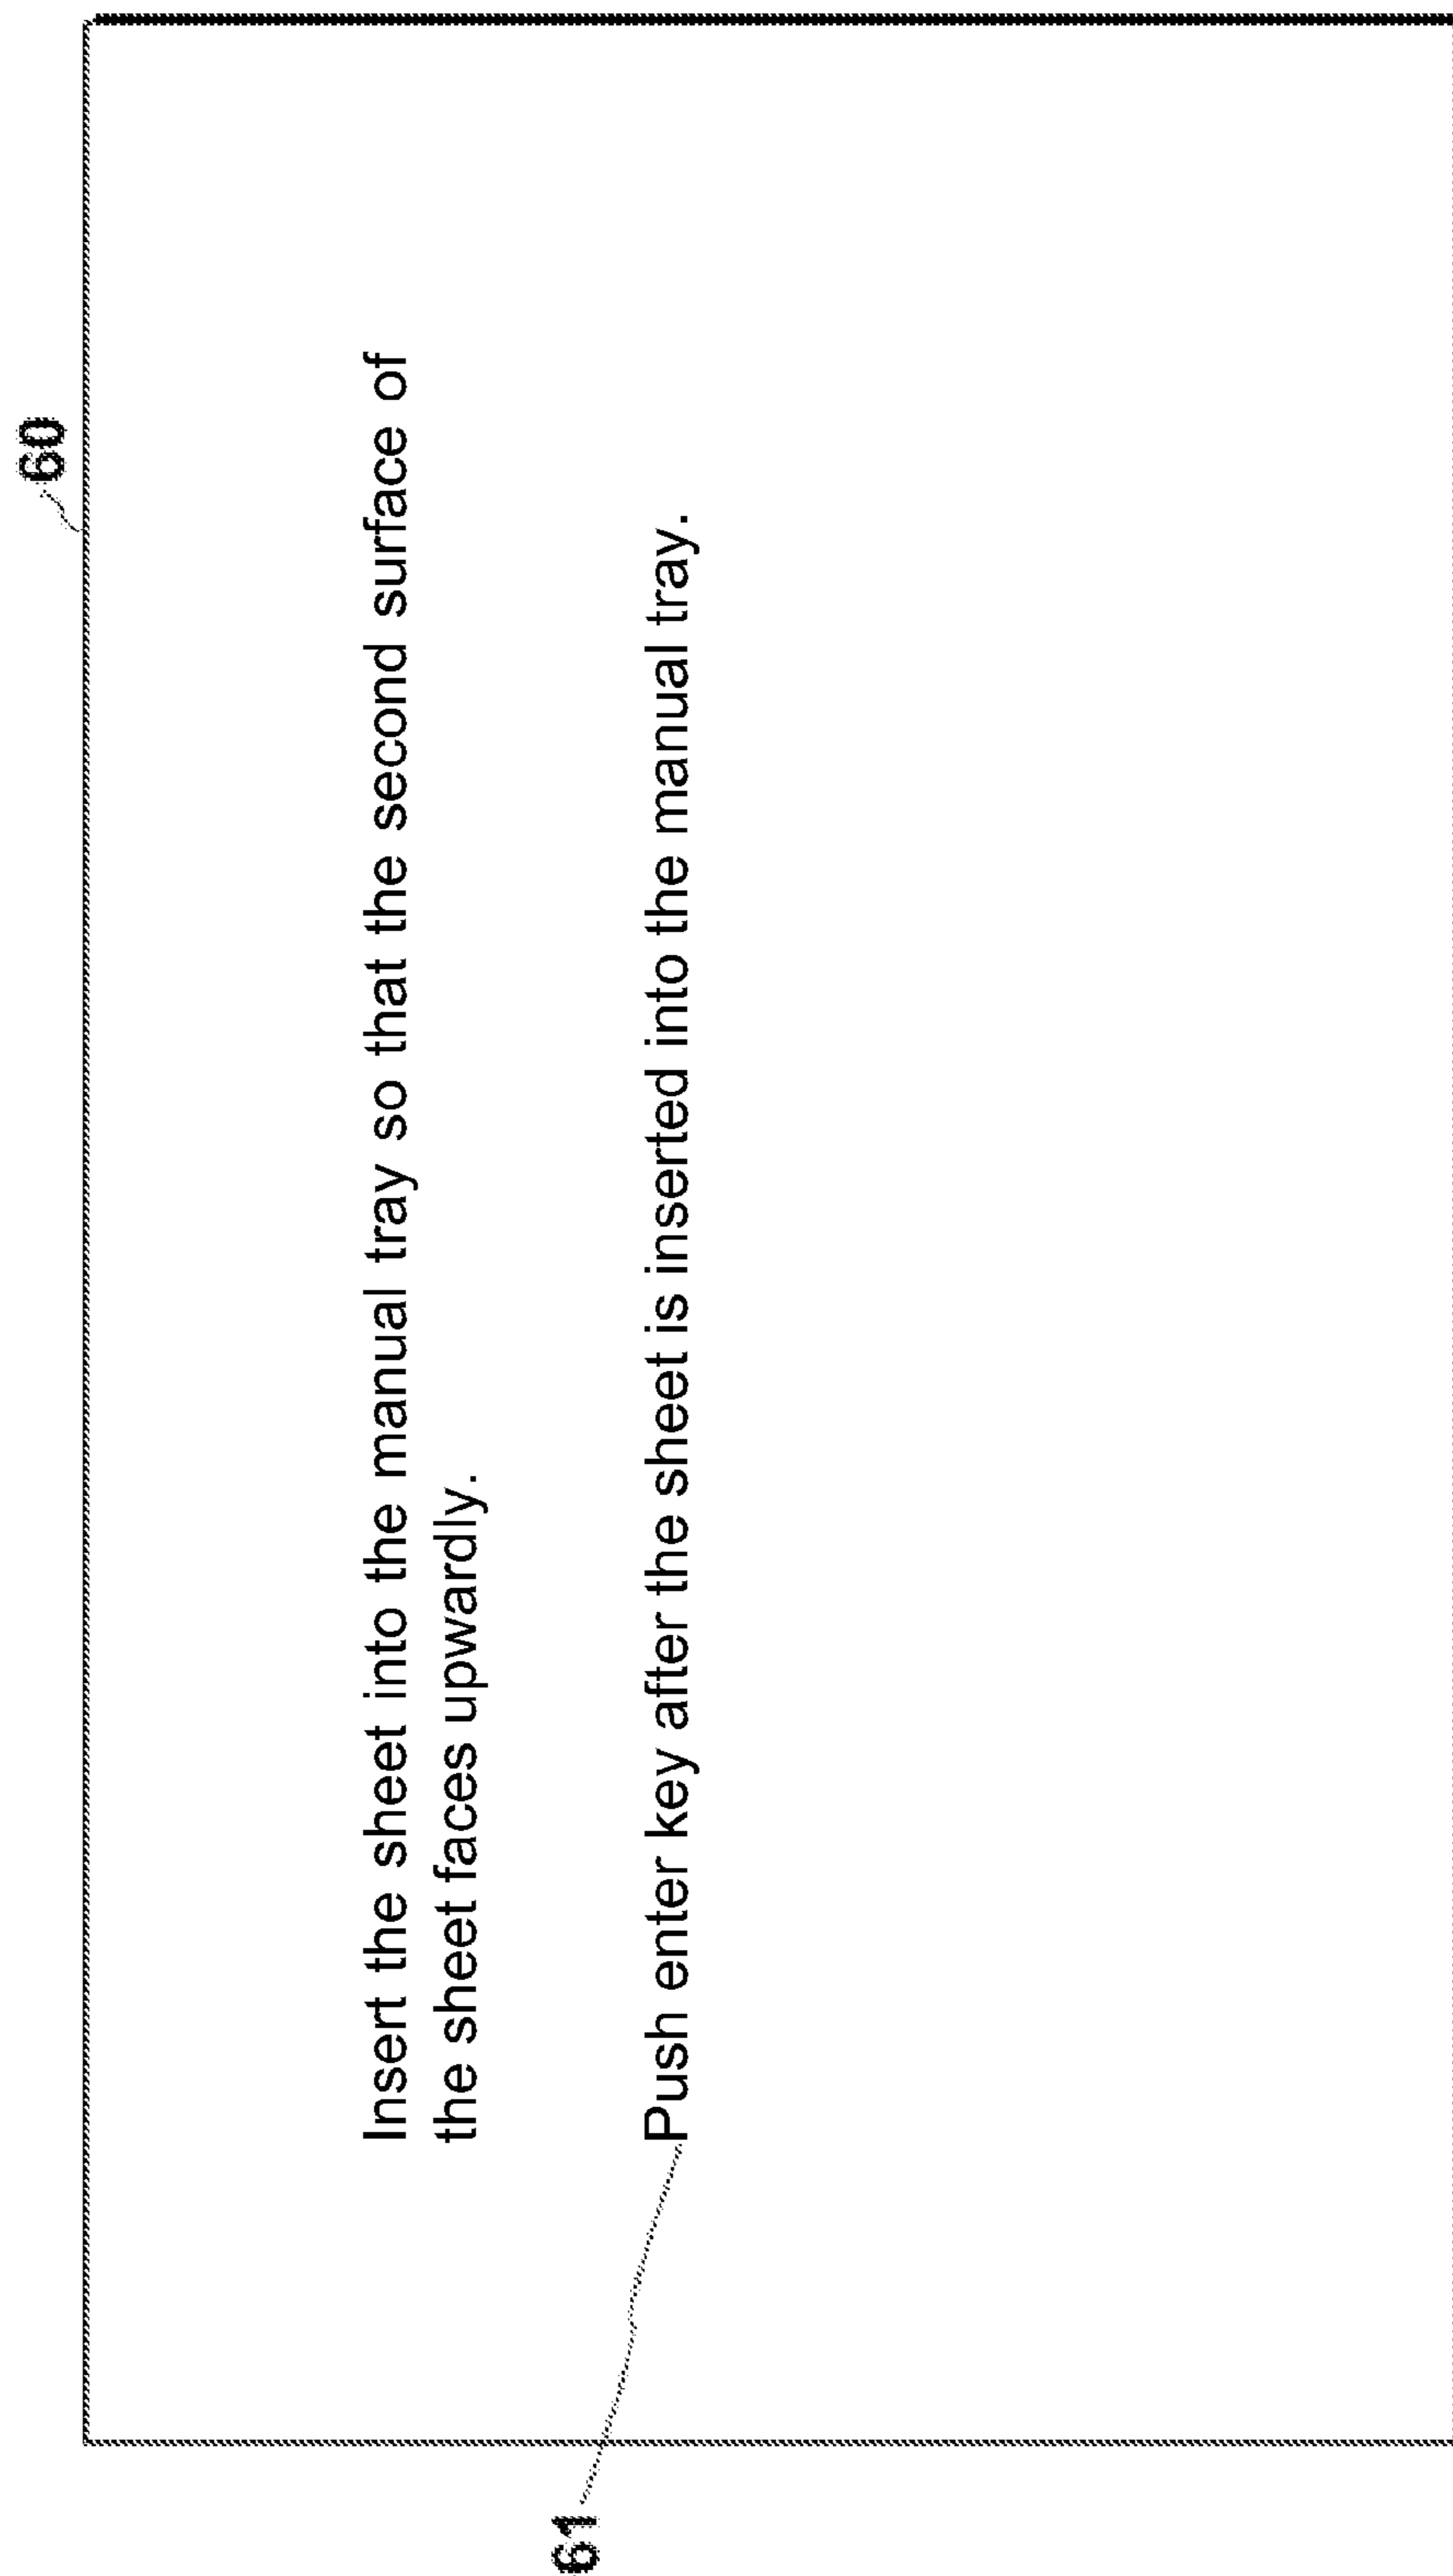 60
Insert the sheet into the manual tray so that the second surface of
the sheet faces upwardly.
Push enter key after the sheet is inserted into the manual tray.
61